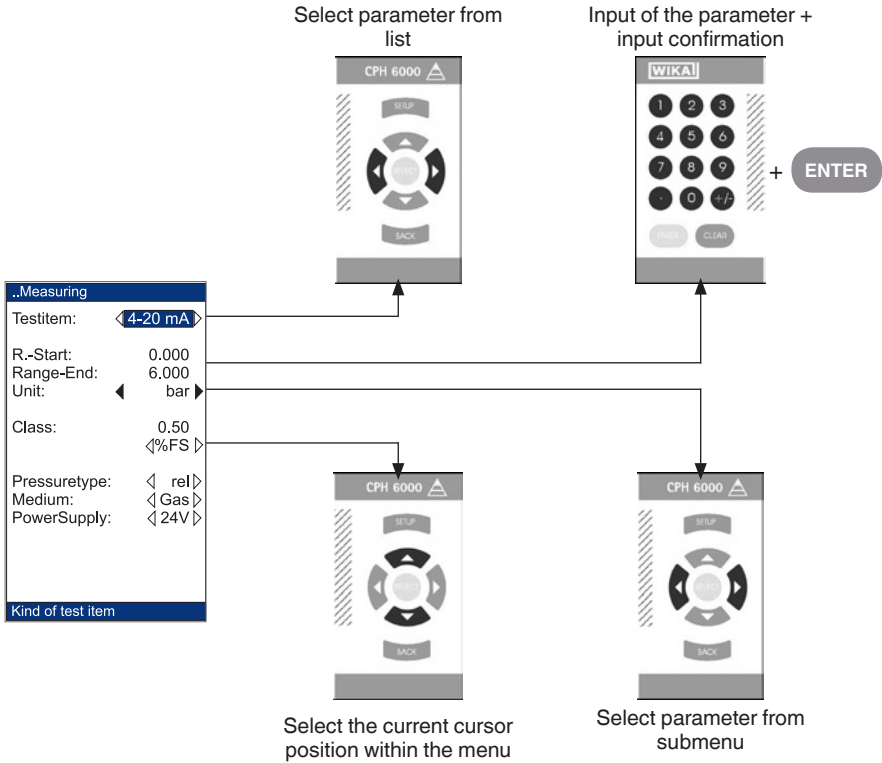 Select parameter from
list
Input of the parameter +
input confirmation
CPH 6000
SETUP
SELECT
BACK
WIKA
1 2 3
4 5 6
7 8 9
. 0 +/-
ENTER CLEAR
+ ENTER
..Measuring
Testitem: 4-20 mA
R.-Start: 0.000
Range-End: 6.000
Unit: bar
Class: 0.50
%FS
Pressuretype: rel
Medium: Gas
PowerSupply: 24V
Kind of test item
CPH 6000
SETUP
SELECT
BACK
CPH 6000
SETUP
SELECT
BACK
Select the current cursor
position within the menu
Select parameter from
submenu